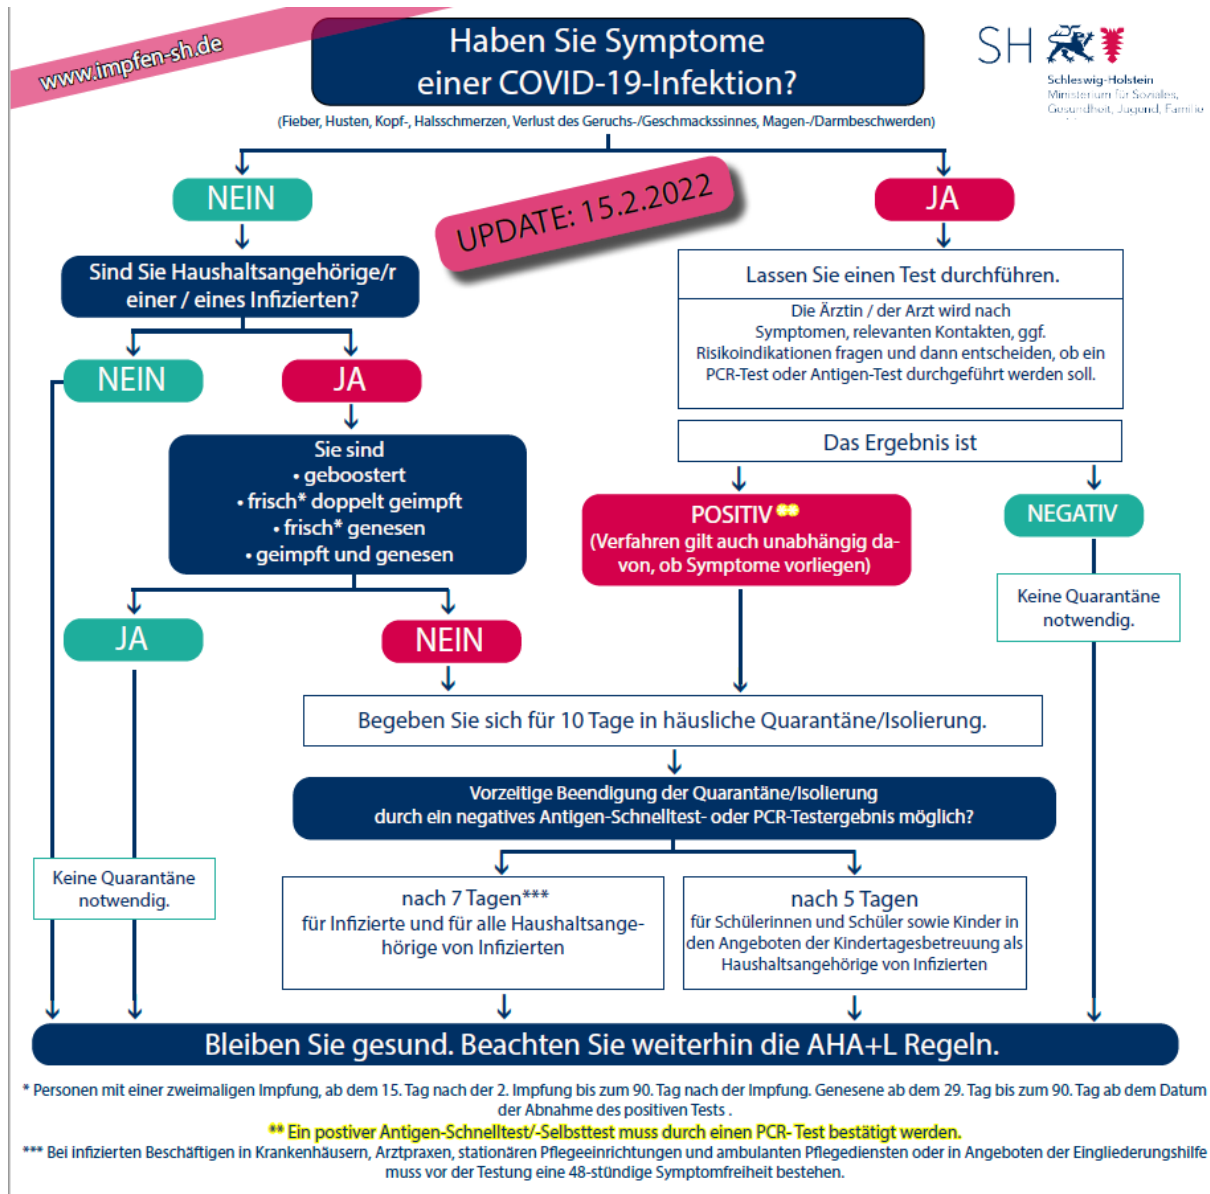 www.impfen-sh.de
Haben Sie Symptome
einer COVID-19-Infektion?
(Fieber, Husten, Kopf-, Halsschmerzen, Verlust des Geruchs-/Geschmackssinnes, Magen-/Darmbeschwerden)
SH
Schleswig-Holstein
Ministerium für Soziales,
Gesundheit, Jugend, Familie
NEIN
JA
UPDATE: 15.2.2022
Sind Sie Haushaltsangehörige/r
einer / eines Infizierten?
NEIN
JA
Lassen Sie einen Test durchführen.
Die Ärztin / der Arzt wird nach
Symptomen, relevanten Kontakten, ggf.
Risikoindikationen fragen und dann entscheiden, ob ein
PCR-Test oder Antigen-Test durchgeführt werden soll.
Sie sind
• geboostert
• frisch* doppelt geimpft
• frisch* genesen
• geimpft und genesen
Das Ergebnis ist
POSITIV**
(Verfahren gilt auch unabhängig da-
von, ob Symptome vorliegen)
NEGATIV
Keine Quarantäne
notwendig.
JA
NEIN
Begeben Sie sich für 10 Tage in häusliche Quarantäne/Isolierung.
Vorzeitige Beendigung der Quarantäne/Isolierung
durch ein negatives Antigen-Schnelltest- oder PCR-Testergebnis möglich?
Keine Quarantäne
notwendig.
nach 7 Tagen***
für Infizierte und für alle Haushaltsange-
hörige von Infizierten
nach 5 Tagen
für Schülerinnen und Schüler sowie Kinder in
den Angeboten der Kindertagesbetreuung als
Haushaltsangehörige von Infizierten
Bleiben Sie gesund. Beachten Sie weiterhin die AHA+L Regeln.
* Personen mit einer zweimaligen Impfung, ab dem 15. Tag nach der 2. Impfung bis zum 90. Tag nach der Impfung. Genesene ab dem 29. Tag bis zum 90. Tag ab dem Datum
der Abnahme des positiven Tests .
** Ein postiver Antigen-Schnelltest/-Selbsttest muss durch einen PCR- Test bestätigt werden.
*** Bei infizierten Beschäftigen in Krankenhäusern, Arztpraxen, stationären Pflegeeinrichtungen und ambulanten Pflegediensten oder in Angeboten der Eingliederungshilfe
muss vor der Testung eine 48-stündige Symptomfreiheit bestehen.